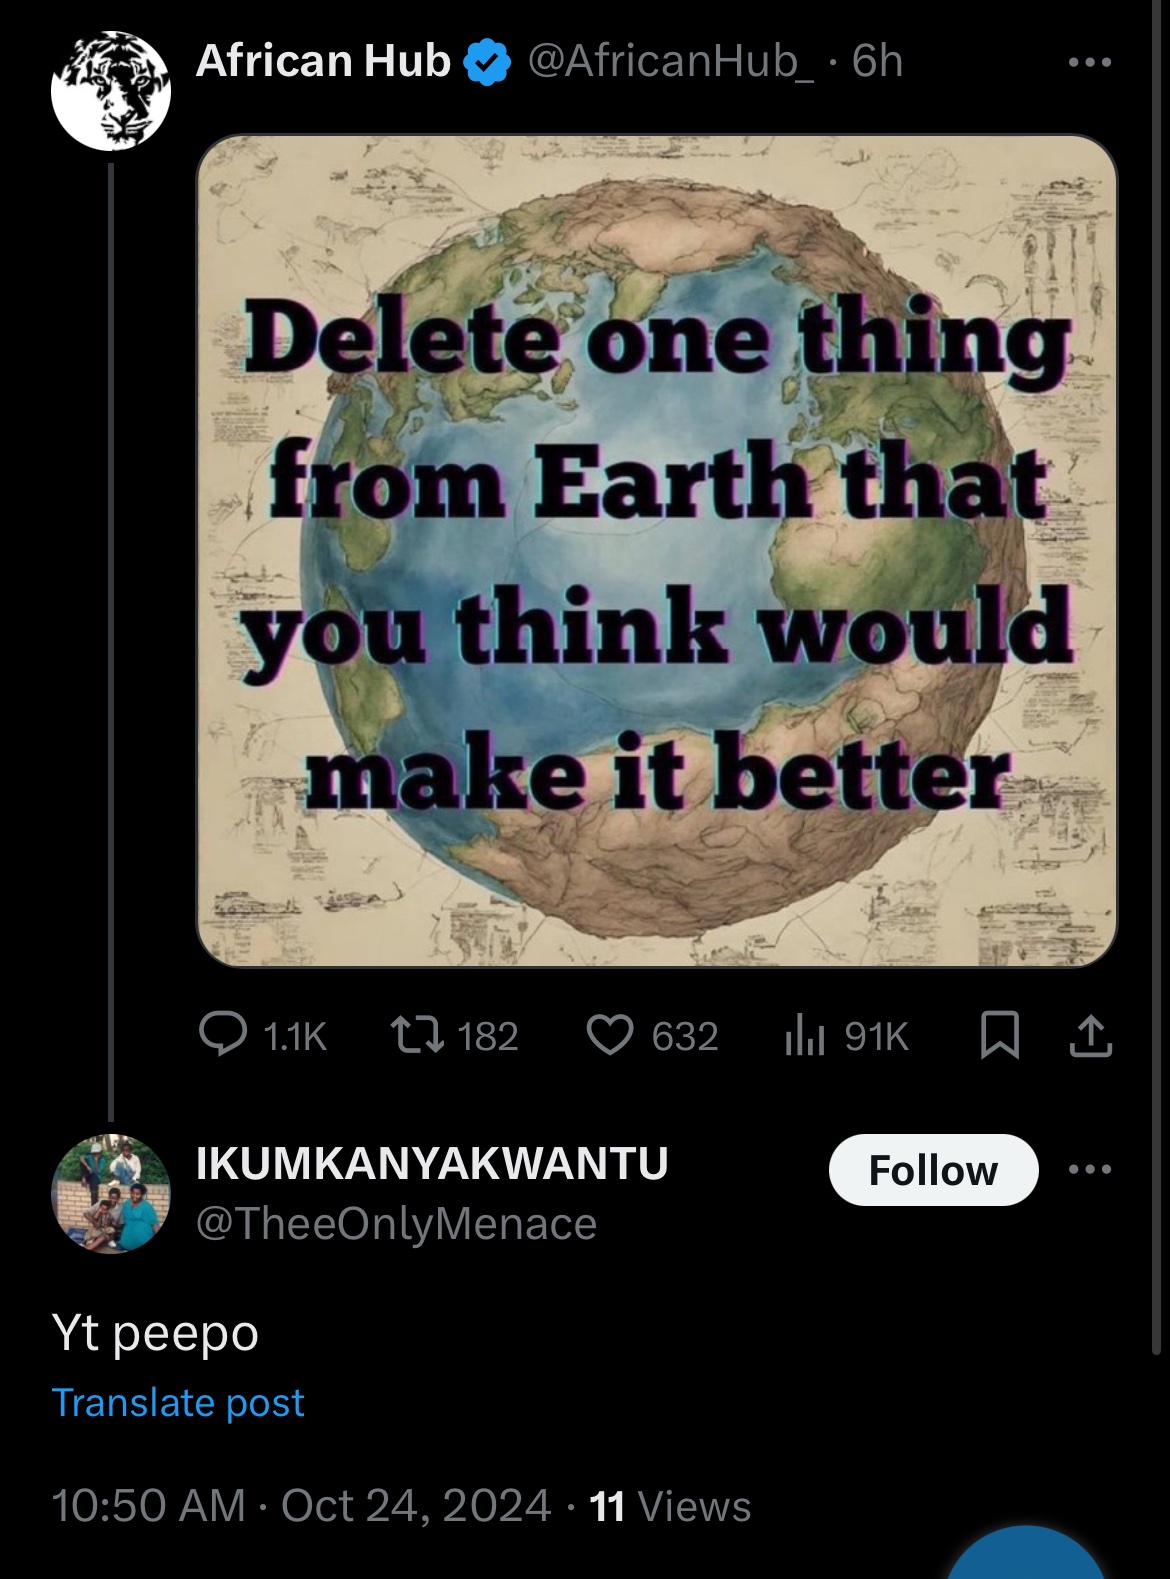 African Hub @AfricanHub_ · 6h
Delete one thing
from Earth that
you think would
make it better
1.1K 182 632 91K
IKUMKANYAKWANTU
Follow
@TheeOnlyMenace
Yt peepo
Translate post
10:50 AM · Oct 24, 2024 · 11 Views